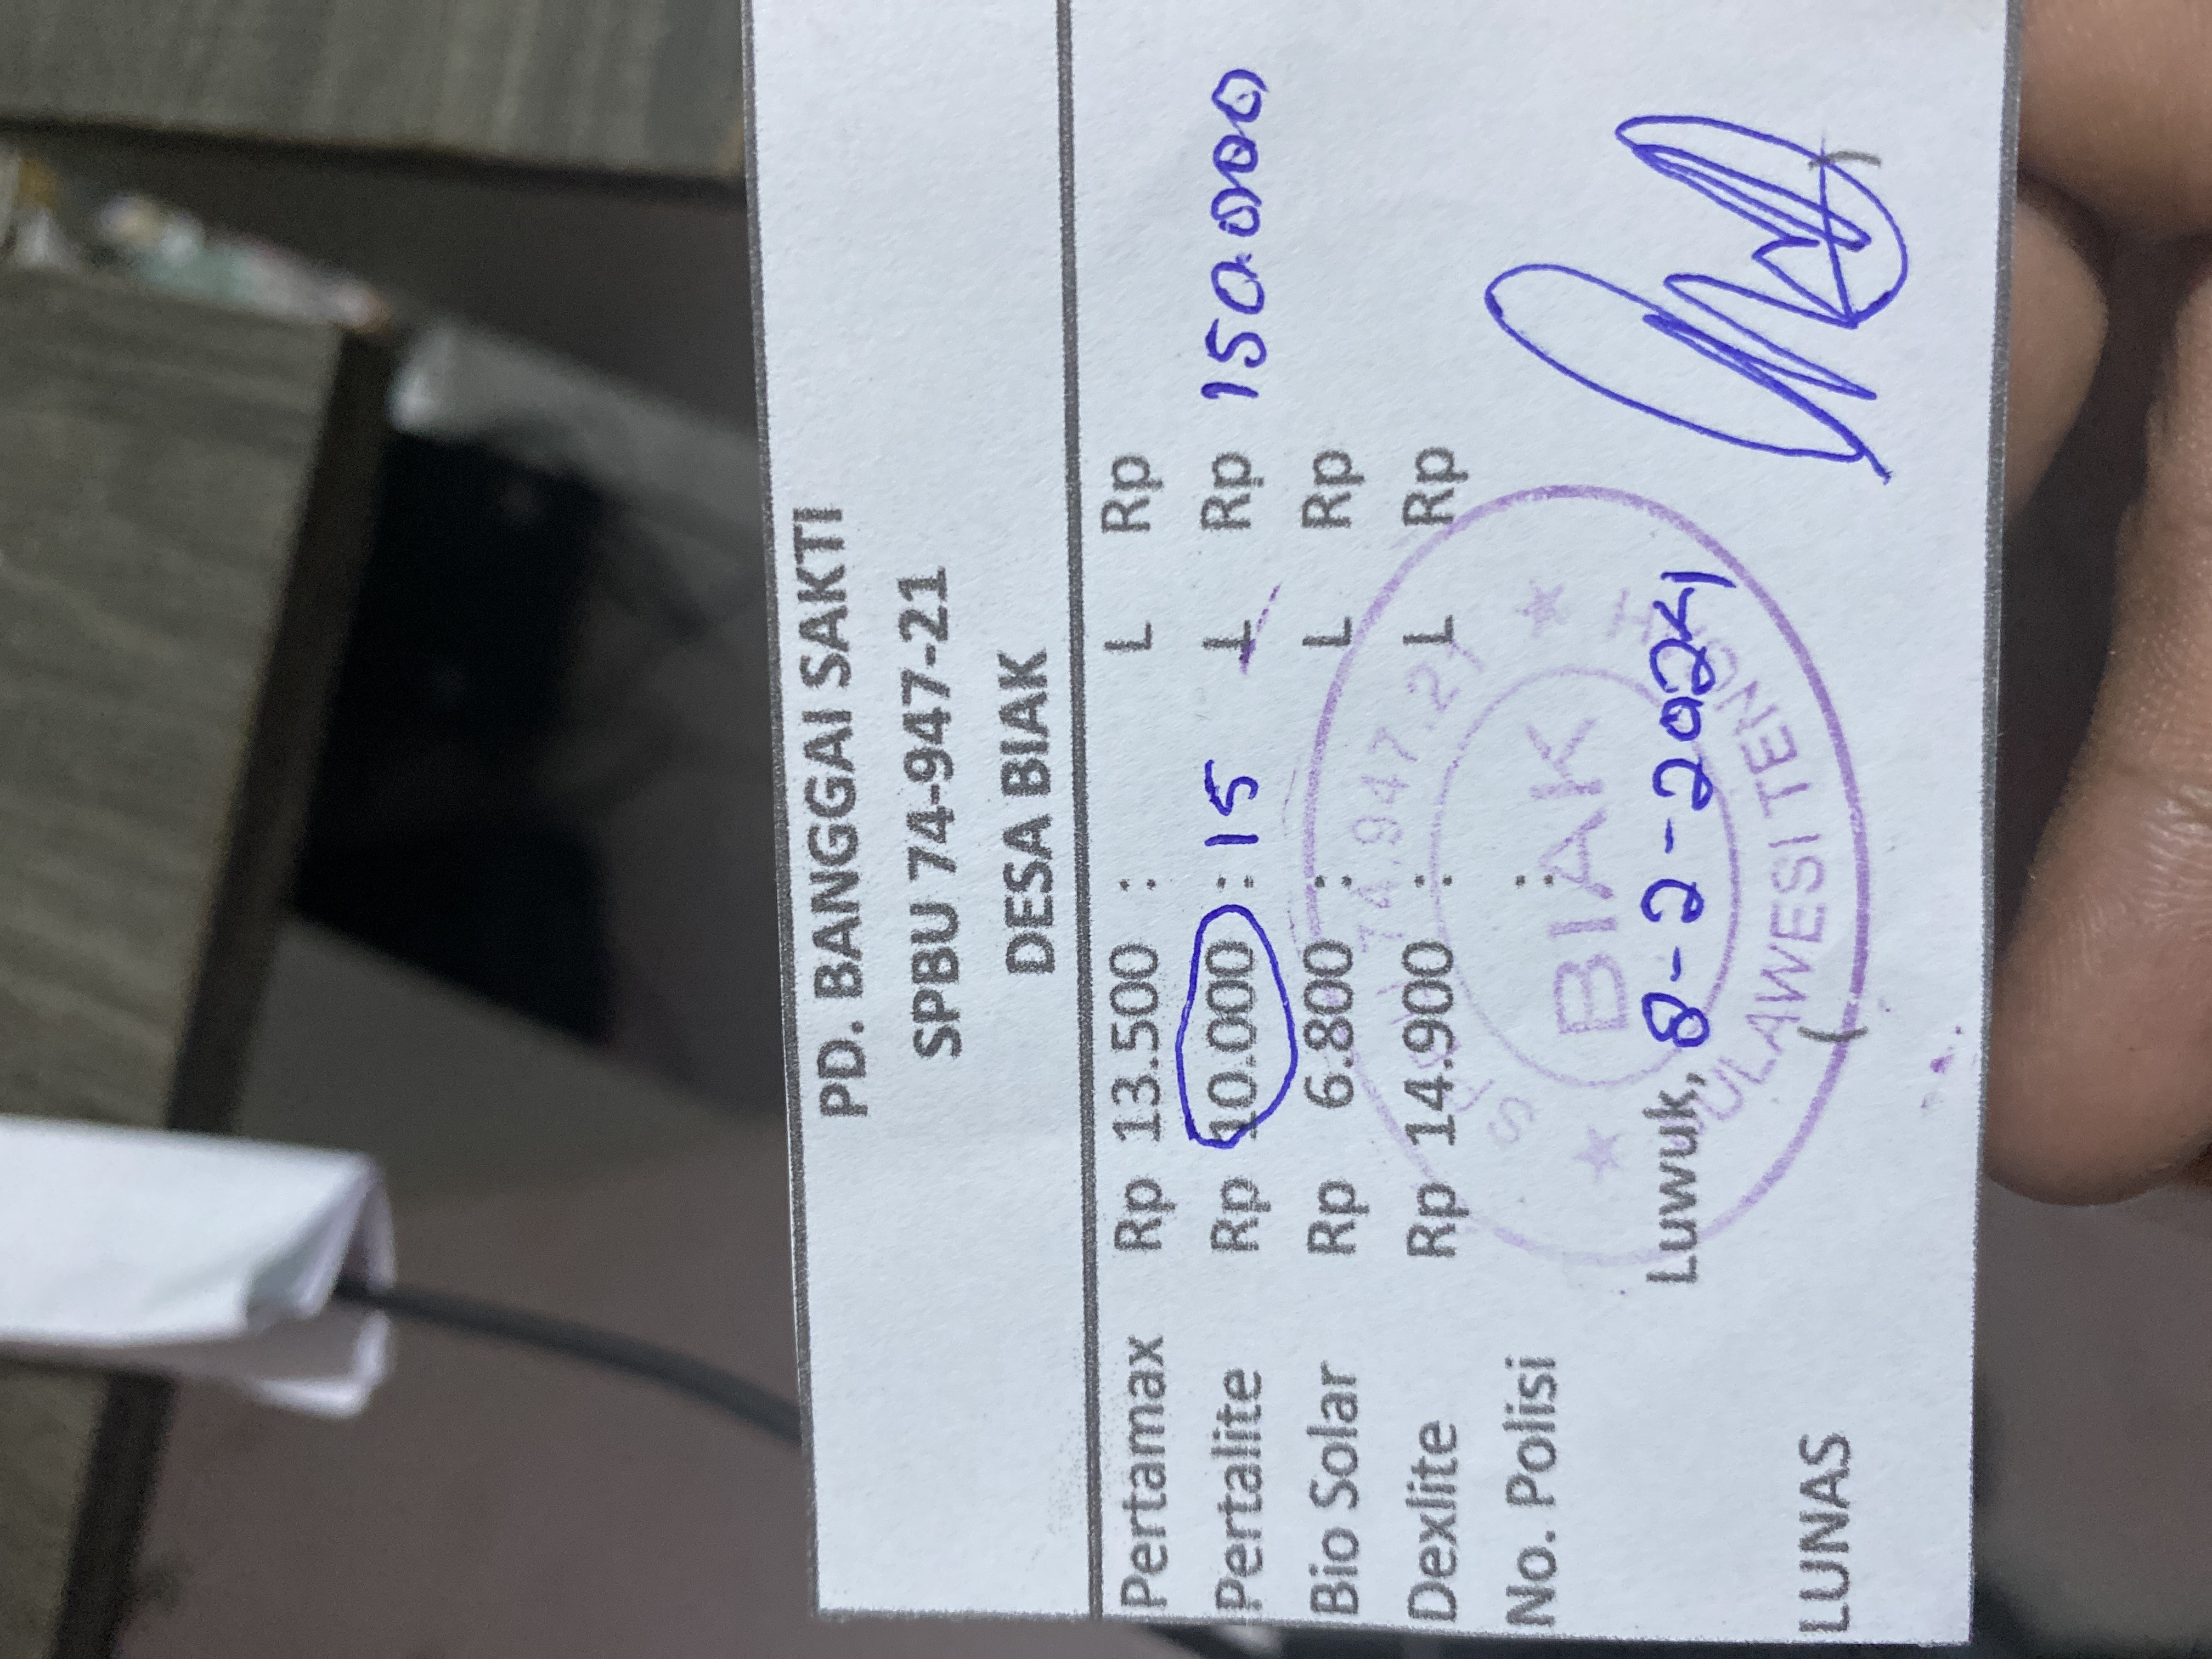 PD. BANGGAI SAKTI
SPBU 74-947-21
DESA BIAK
Pertamax Rp 13.500 : L Rp
Pertalite Rp 10.000 : 15 L Rp 150.000
Bio Solar Rp 6.800 : L Rp
Dexlite Rp 14.900 : L Rp
No. Polisi :
Luwuk, 8-2-2024
LUNAS ( )
74.947.21
BIAK
SULAWESI TENGAH